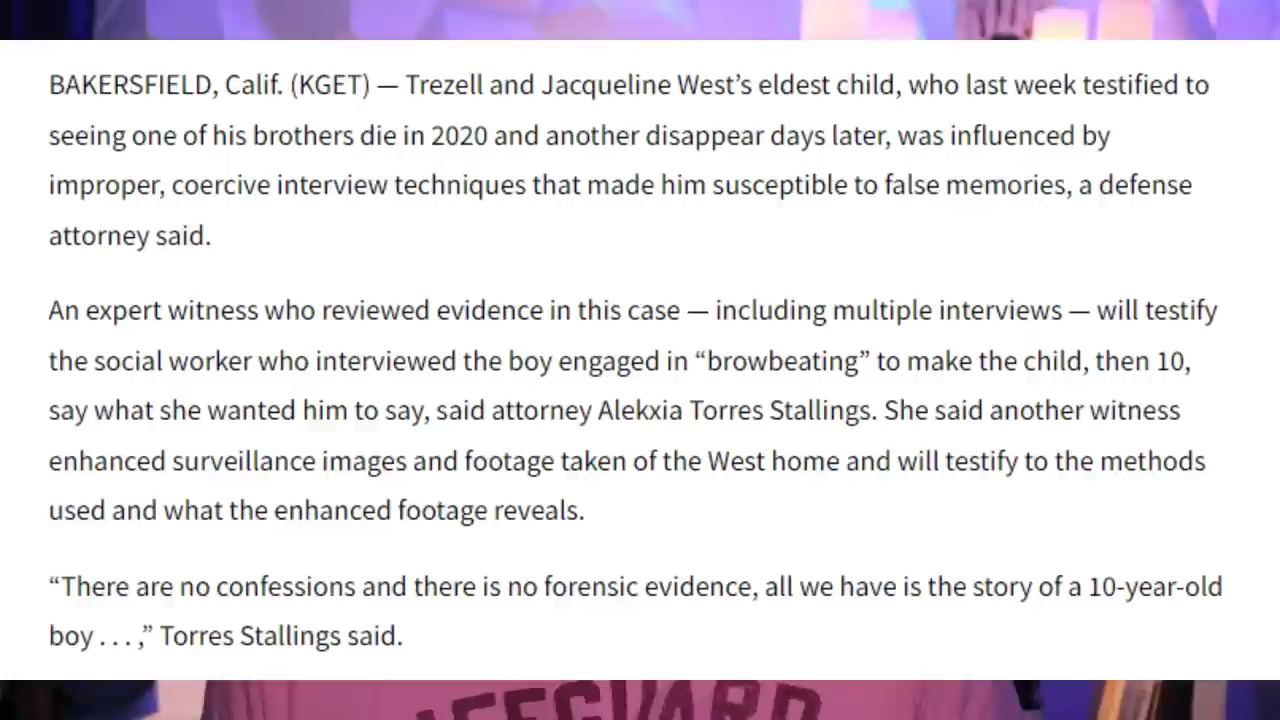 BAKERSFIELD, Calif. (KGET) — Trezell and Jacqueline West’s eldest child, who last week testified to
seeing one of his brothers die in 2020 and another disappear days later, was influenced by
improper, coercive interview techniques that made him susceptible to false memories, a defense
attorney said.
An expert witness who reviewed evidence in this case — including multiple interviews — will testify
the social worker who interviewed the boy engaged in “browbeating” to make the child, then 10,
say what she wanted him to say, said attorney Alekxia Torres Stallings. She said another witness
enhanced surveillance images and footage taken of the West home and will testify to the methods
used and what the enhanced footage reveals.
“There are no confessions and there is no forensic evidence, all we have is the story of a 10-year-old
boy . . . ,” Torres Stallings said.
LIFEGUARD